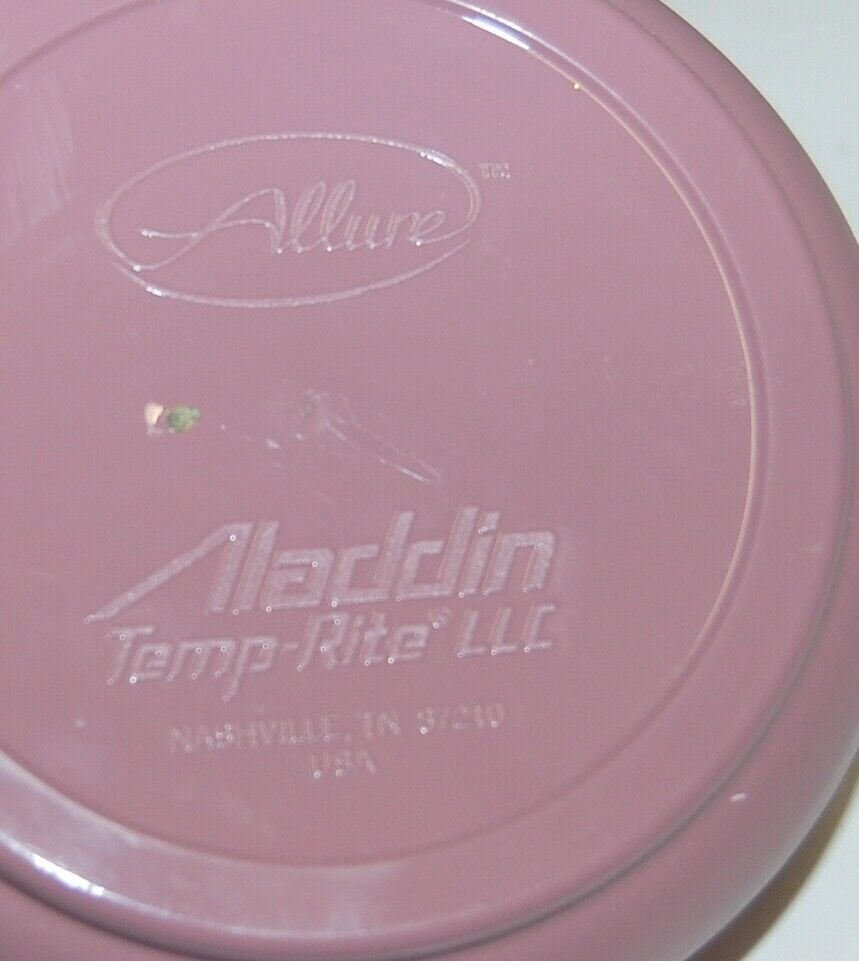 Allure™
Aladdin
Temp-Rite® LLC
NASHVILLE, TN 37210
USA